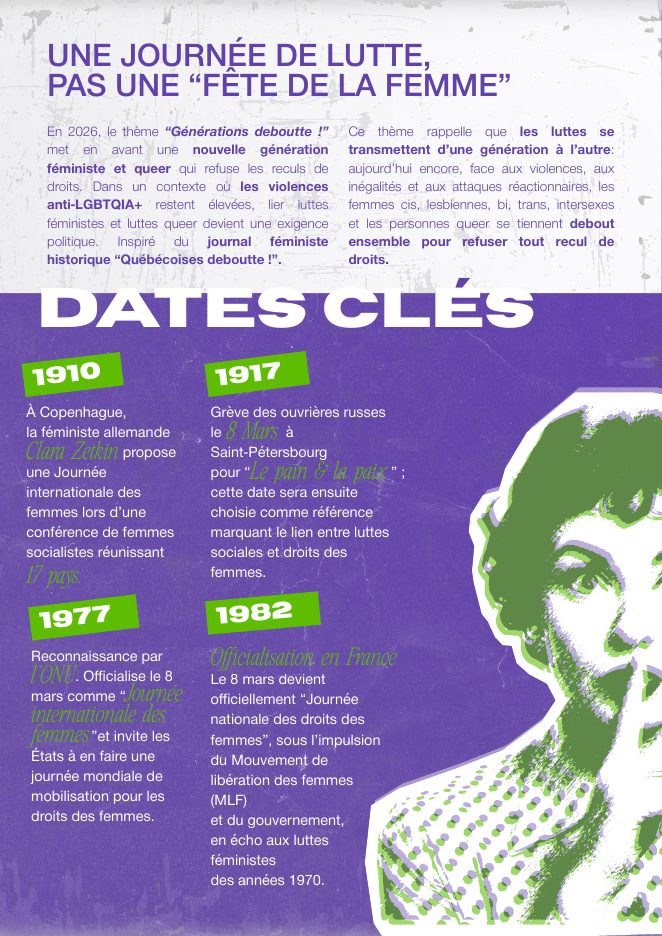 UNE JOURNÉE DE LUTTE,
PAS UNE “FÊTE DE LA FEMME”
En 2026, le thème “Générations deboutte !”
met en avant une nouvelle génération
féministe et queer qui refuse les reculs de
droits. Dans un contexte où les violences
anti-LGBTQIA+ restent élevées, lier luttes
féministes et luttes queer devient une exigence
politique. Inspiré du journal féministe
historique “Québécoises deboutte !”.
Ce thème rappelle que les luttes se
transmettent d’une génération à l’autre:
aujourd’hui encore, face aux violences, aux
inégalités et aux attaques réactionnaires, les
femmes cis, lesbiennes, bi, trans, intersexes
et les personnes queer se tiennent debout
ensemble pour refuser tout recul de
droits.
DATES CLÉS
1910
À Copenhague,
la féministe allemande
Clara Zetkin propose
une Journée
internationale des
femmes lors d’une
conférence de femmes
socialistes réunissant
17 pays.
1917
Grève des ouvrières russes
le 8 Mars à
Saint-Pétersbourg
pour “Le pain & la paix ” ;
cette date sera ensuite
choisie comme référence
marquant le lien entre luttes
sociales et droits des
femmes.
1977
Reconnaissance par
l’ONU. Officialise le 8
mars comme “Journée
internationale des
femmes ”et invite les
États à en faire une
journée mondiale de
mobilisation pour les
droits des femmes.
1982
Officialisation en France
Le 8 mars devient
officiellement “Journée
nationale des droits des
femmes”, sous l’impulsion
du Mouvement de
libération des femmes
(MLF)
et du gouvernement,
en écho aux luttes
féministes
des années 1970.